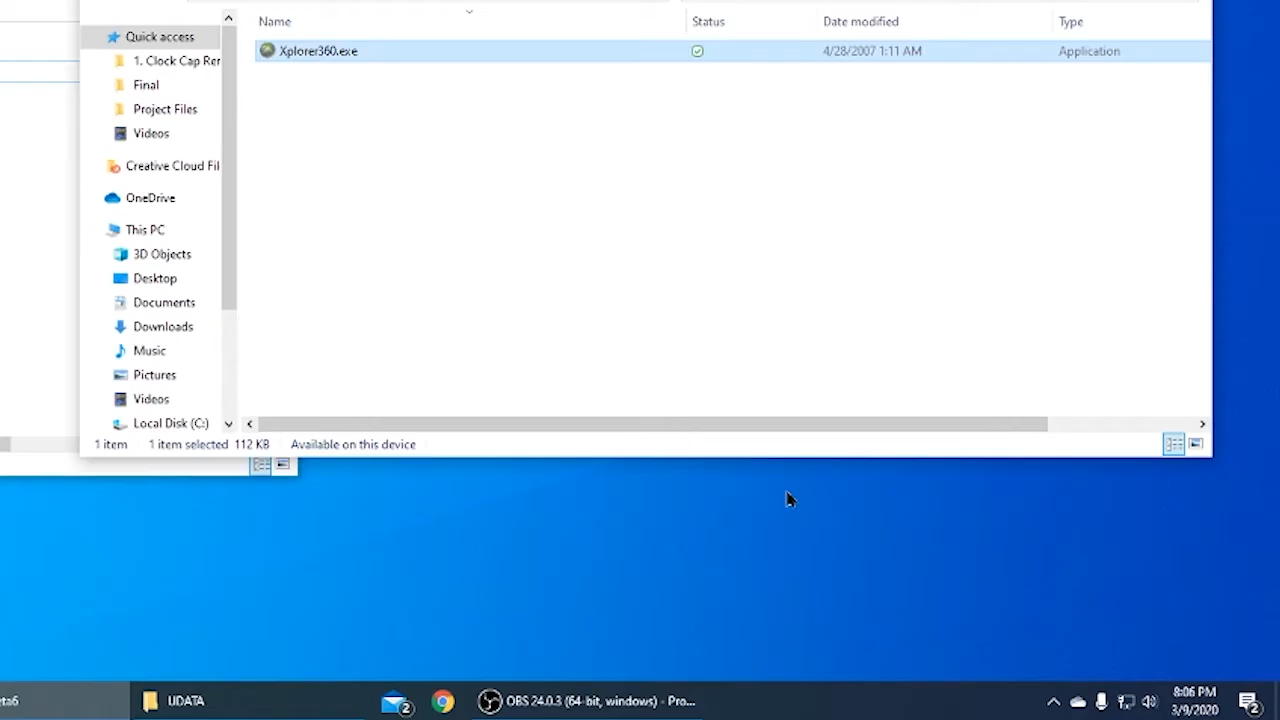 Name Status Date modified Type
Quick access
Xplorer360.exe 4/28/2007 1:11 AM Application
1. Clock Cap Rer
Final
Project Files
Videos
Creative Cloud Fil
OneDrive
This PC
3D Objects
Desktop
Documents
Downloads
Music
Pictures
Videos
Local Disk (C:)
1 item 1 item selected 112 KB Available on this device
eta6 UDATA 2 OBS 24.0.3 (64-bit, windows) - Pro... 8:06 PM
3/9/2020 2